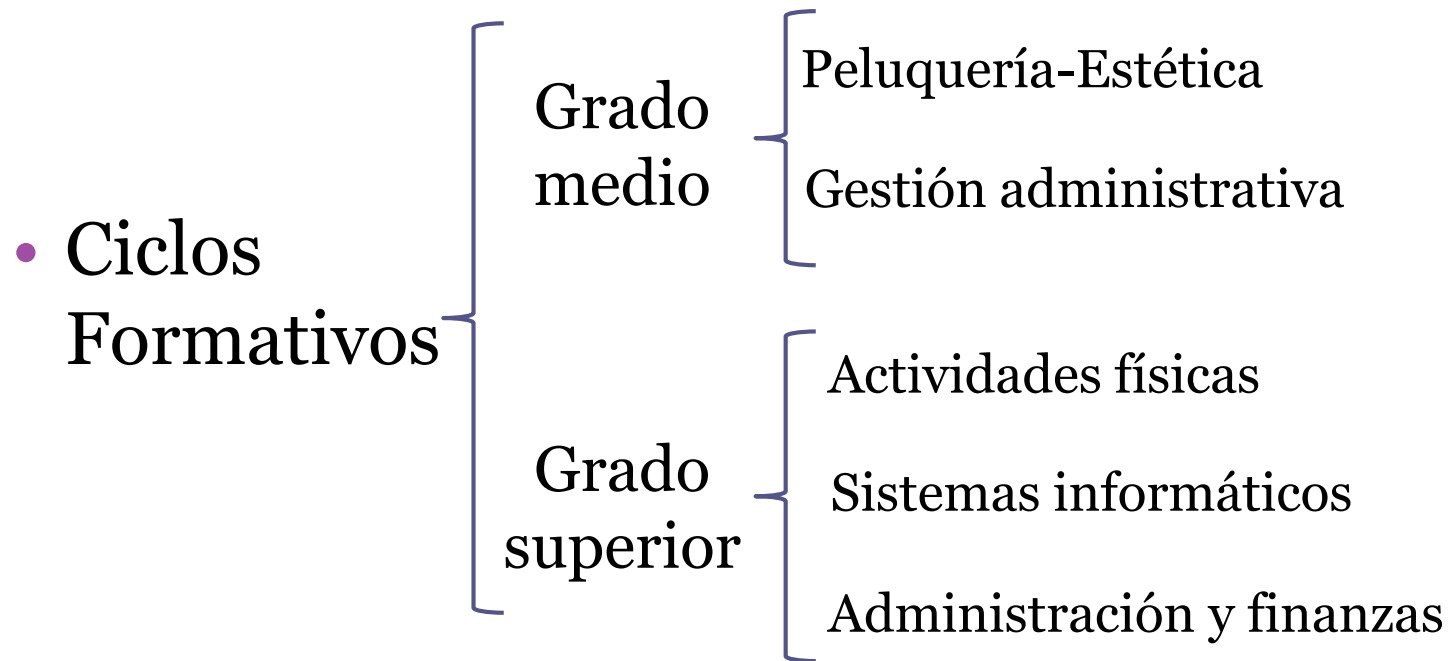 • Ciclos
Formativos
Grado
medio
Peluquería-Estética
Gestión administrativa
Grado
superior
Actividades físicas
Sistemas informáticos
Administración y finanzas